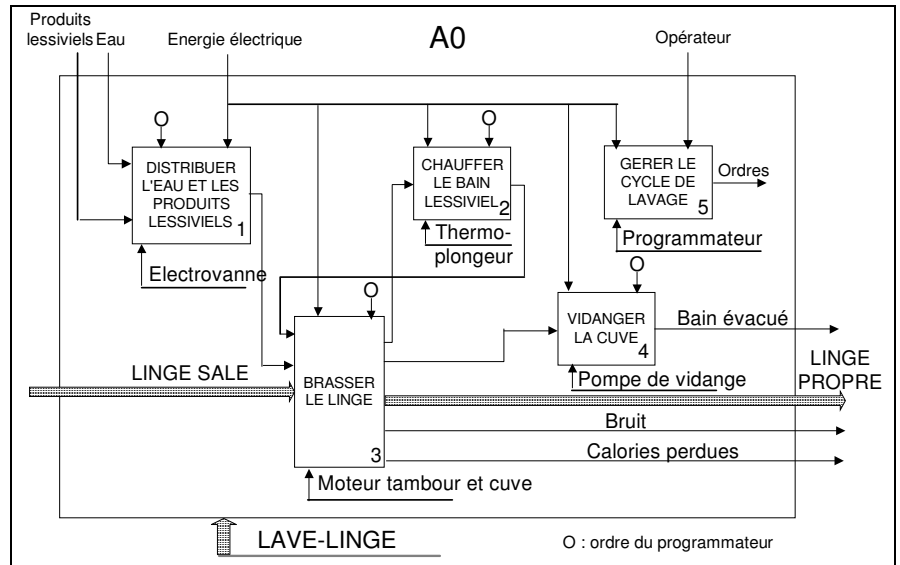 Produits
lessiviels Eau
Energie électrique
A0
Opérateur
O
O
DISTRIBUER
L'EAU ET LES
PRODUITS
LESSIVIELS
1
CHAUFFER
LE BAIN
LESSIVIEL
2
GERER LE
CYCLE DE
LAVAGE
5
Ordres
Electrovanne
Thermo-
plongeur
Programmateur
O
O
VIDANGER
LA CUVE
4
Bain évacué
LINGE SALE
BRASSER
LE LINGE
3
Pompe de vidange
LINGE
PROPRE
Bruit
Calories perdues
Moteur tambour et cuve
LAVE-LINGE
O : ordre du programmateur